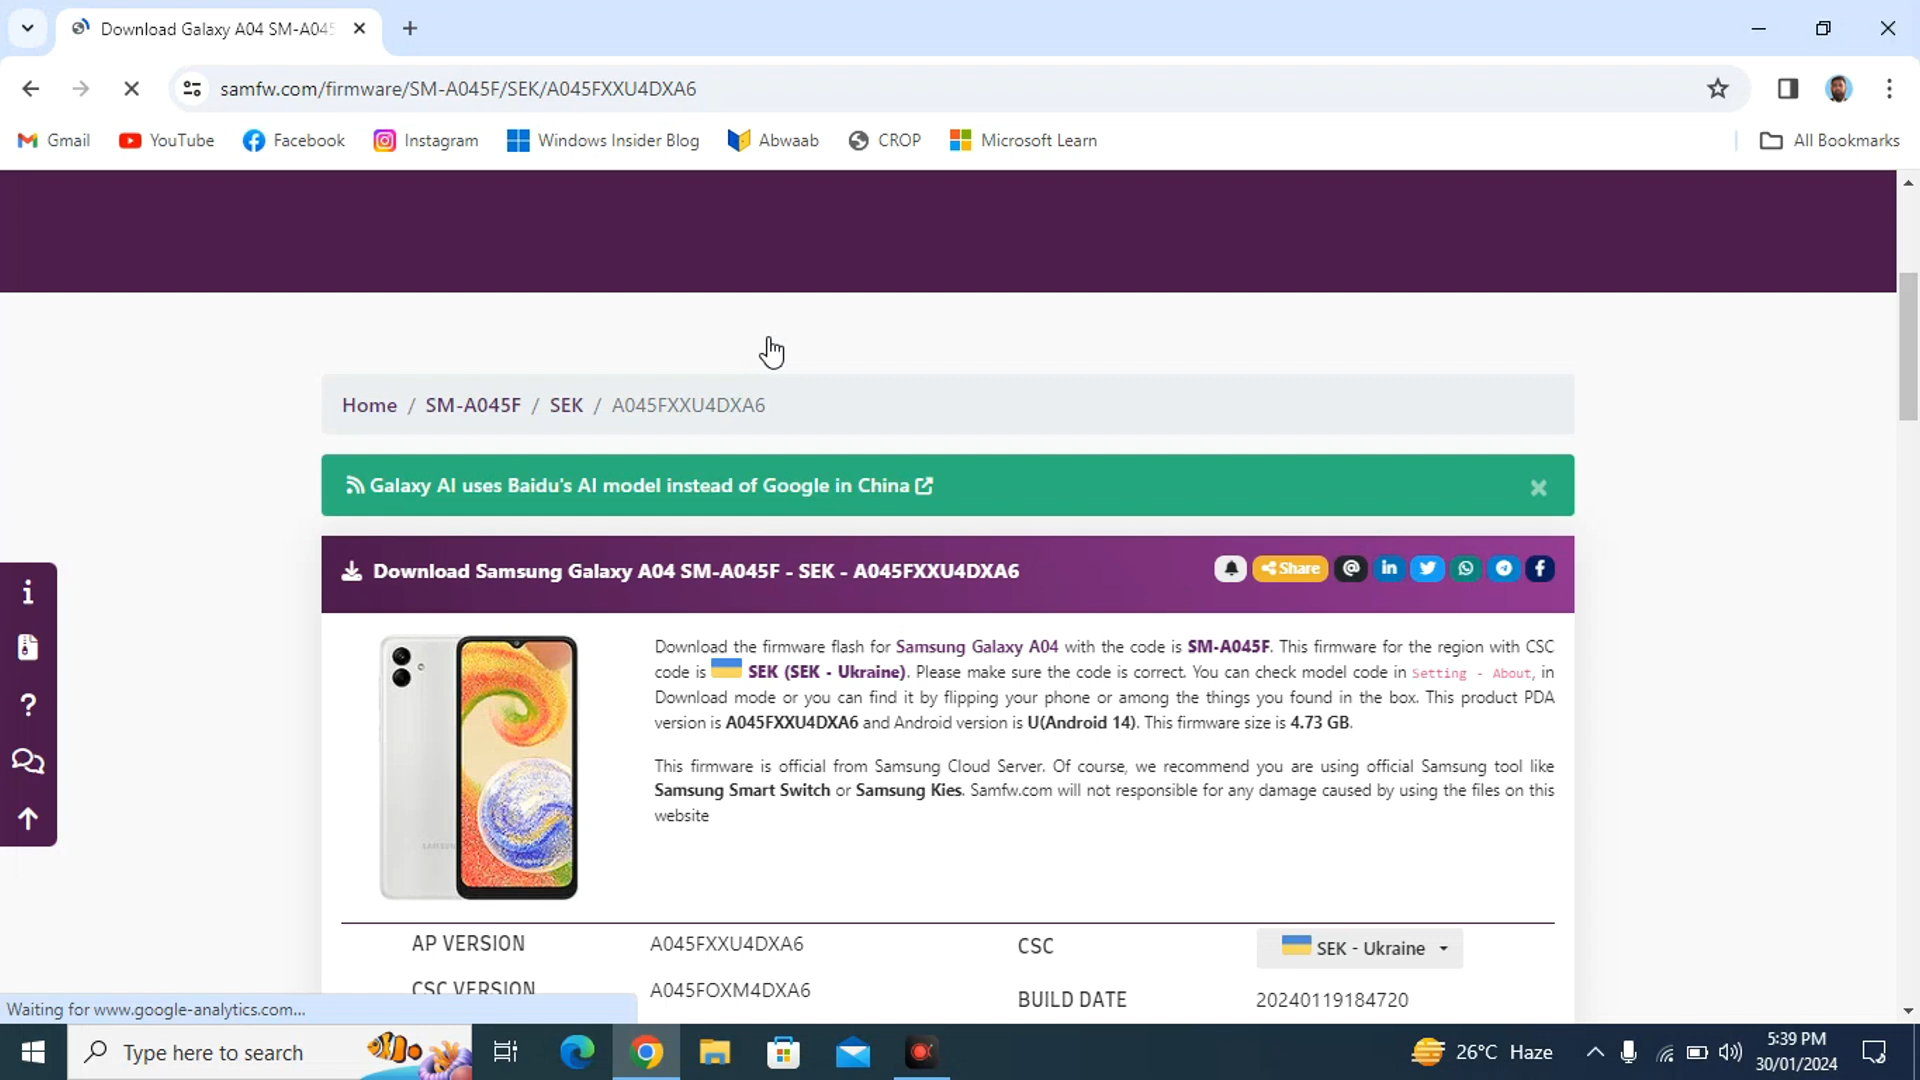 Download Galaxy A04 SM-A045
samfw.com/firmware/SM-A045F/SEK/A045FXXU4DXA6
Gmail YouTube Facebook Instagram Windows Insider Blog Abwaab CROP Microsoft Learn All Bookmarks
Home / SM-A045F / SEK / A045FXXU4DXA6
Galaxy AI uses Baidu's AI model instead of Google in China
Download Samsung Galaxy A04 SM-A045F - SEK - A045FXXU4DXA6 Share
Download the firmware flash for Samsung Galaxy A04 with the code is SM-A045F. This firmware for the region with CSC
code is SEK (SEK - Ukraine). Please make sure the code is correct. You can check model code in Setting - About, in
Download mode or you can find it by flipping your phone or among the things you found in the box. This product PDA
version is A045FXXU4DXA6 and Android version is U(Android 14). This firmware size is 4.73 GB.
This firmware is official from Samsung Cloud Server. Of course, we recommend you are using official Samsung tool like
Samsung Smart Switch or Samsung Kies. Samfw.com will not responsible for any damage caused by using the files on this
website
AP VERSION A045FXXU4DXA6 CSC SEK - Ukraine
CSC VERSION A045FOXM4DXA6 BUILD DATE 20240119184720
Waiting for www.google-analytics.com...
Type here to search 26°C Haze 5:39 PM
30/01/2024